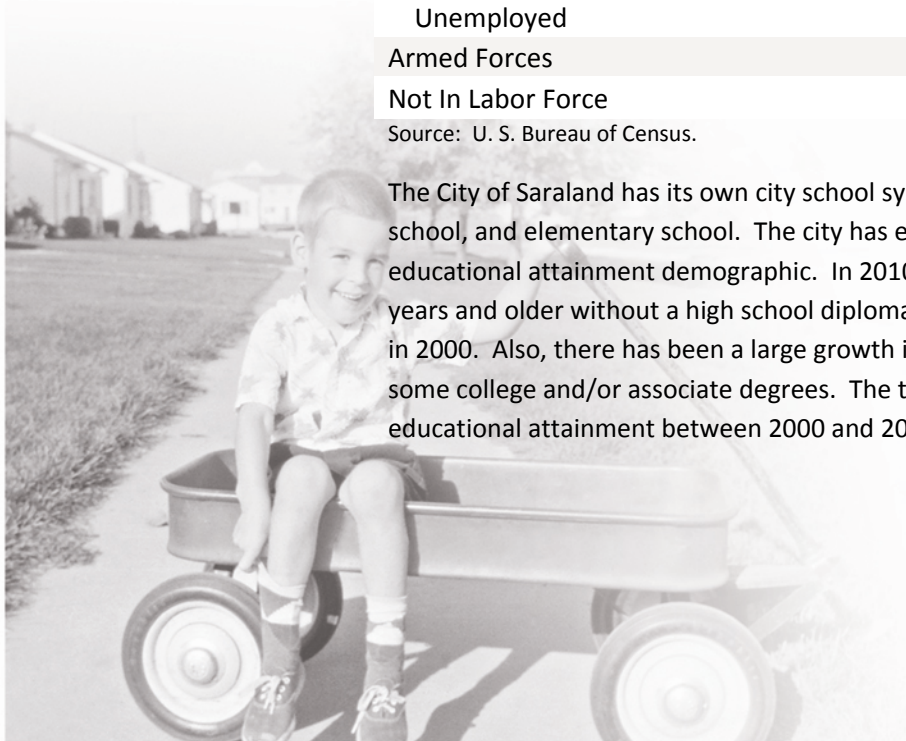 Unemployed
Armed Forces
Not In Labor Force
Source: U. S. Bureau of Census.
The City of Saraland has its own city school sy
school, and elementary school. The city has e
educational attainment demographic. In 2010
years and older without a high school diploma
in 2000. Also, there has been a large growth i
some college and/or associate degrees. The t
educational attainment between 2000 and 20